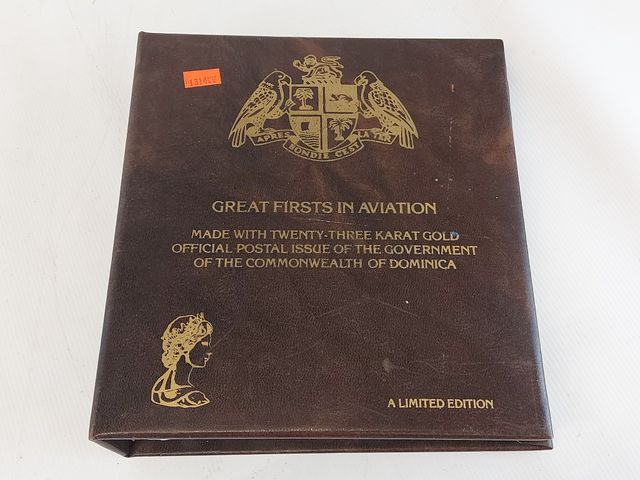 APRES BONDIE C'EST LA TER
GREAT FIRSTS IN AVIATION
MADE WITH TWENTY-THREE KARAT GOLD
OFFICIAL POSTAL ISSUE OF THE GOVERNMENT
OF THE COMMONWEALTH OF DOMINICA
A LIMITED EDITION